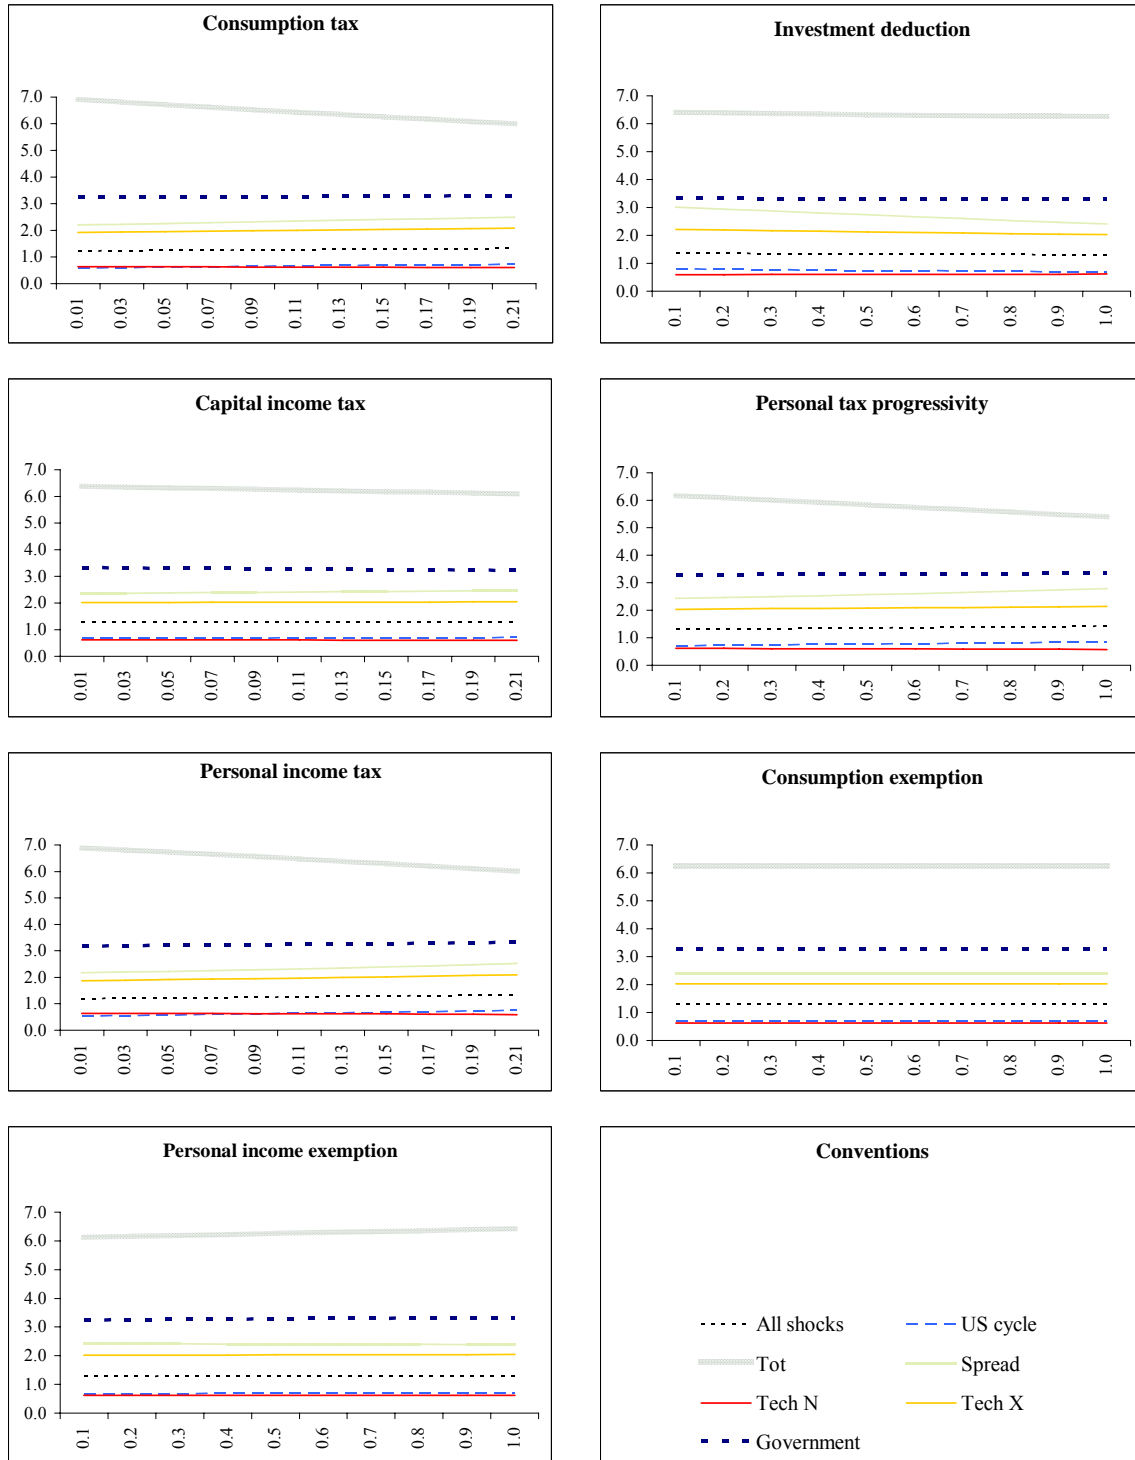 Consumption tax
7.0
6.0
5.0
4.0
3.0
2.0
1.0
0.0
0.01 0.03 0.05 0.07 0.09 0.11 0.13 0.15 0.17 0.19 0.21
Investment deduction
7.0
6.0
5.0
4.0
3.0
2.0
1.0
0.0
0.1 0.2 0.3 0.4 0.5 0.6 0.7 0.8 0.9 1.0
Capital income tax
7.0
6.0
5.0
4.0
3.0
2.0
1.0
0.0
0.01 0.03 0.05 0.07 0.09 0.11 0.13 0.15 0.17 0.19 0.21
Personal tax progressivity
7.0
6.0
5.0
4.0
3.0
2.0
1.0
0.0
0.1 0.2 0.3 0.4 0.5 0.6 0.7 0.8 0.9 1.0
Personal income tax
7.0
6.0
5.0
4.0
3.0
2.0
1.0
0.0
0.01 0.03 0.05 0.07 0.09 0.11 0.13 0.15 0.17 0.19 0.21
Consumption exemption
7.0
6.0
5.0
4.0
3.0
2.0
1.0
0.0
0.1 0.2 0.3 0.4 0.5 0.6 0.7 0.8 0.9 1.0
Personal income exemption
7.0
6.0
5.0
4.0
3.0
2.0
1.0
0.0
0.1 0.2 0.3 0.4 0.5 0.6 0.7 0.8 0.9 1.0
Conventions
All shocks US cycle
Tot Spread
Tech N Tech X
Government